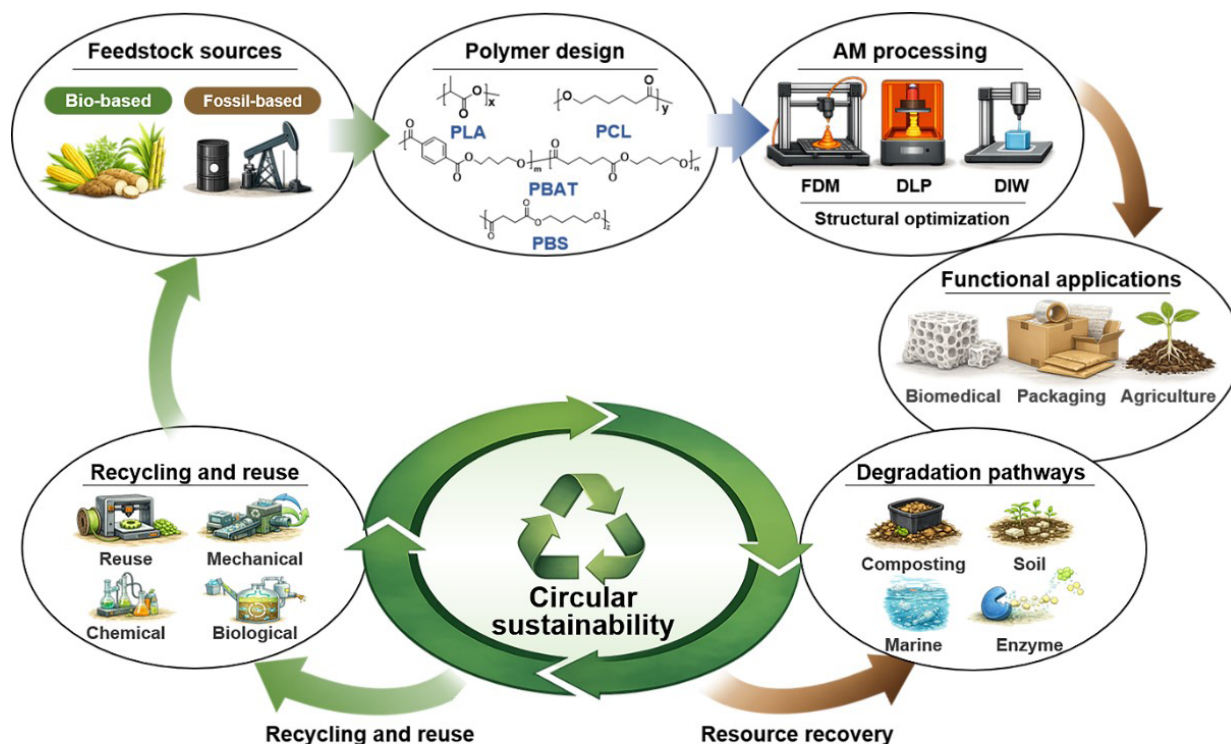 Feedstock sources
Bio-based
Fossil-based
Polymer design
O
O
x
PLA
O
O
y
PCL
O
O
O
O
m
O
O
O
O
n
PBAT
O
O
O
O
z
PBS
AM processing
FDM
DLP
DIW
Structural optimization
Functional applications
Biomedical
Packaging
Agriculture
Degradation pathways
Composting
Soil
Marine
Enzyme
Resource recovery
Circular
sustainability
Recycling and reuse
Recycling and reuse
Reuse
Mechanical
Chemical
Biological